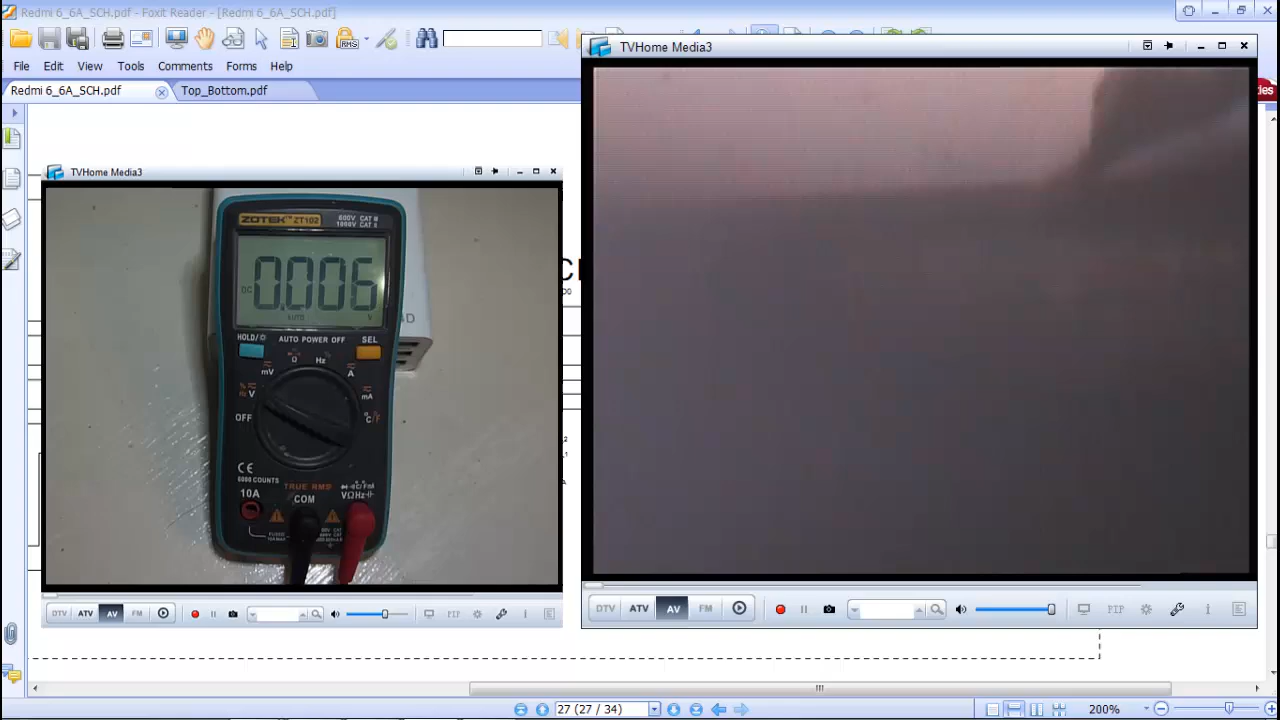 Redmi 6_6A_SCH.pdf - Foxit Reader - [Redmi 6_6A_SCH.pdf]
RMS
File Edit View Tools Comments Forms Help
Redmi 6_6A_SCH.pdf Top_Bottom.pdf
TVHome Media3
TVHome Media3
ZOTEK ZT102
600V CAT III
1000V CAT II
DC 0.006 V
AUTO
HOLD/
AUTO POWER OFF
SEL
mV Ω Hz A
V mA
OFF °C/F
CE
6000 COUNTS
TRUE RMS
10A COM VΩHz
DTV ATV AV FM PIP
DTV ATV AV FM PIP
27 (27 / 34)
200%